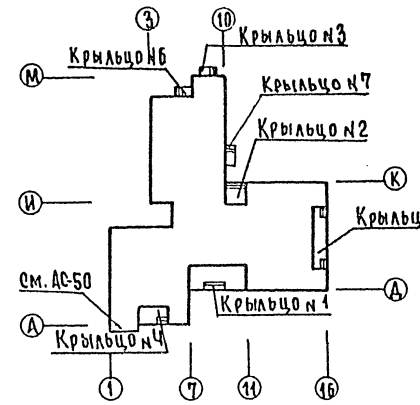 3
10
Крыльцо N6
Крыльцо N3
М
Крыльцо N7
Крыльцо N2
К
И
Крыльц
см. АС-50
Д
А
Крыльцо N4
Крыльцо N1
1
7
11
16